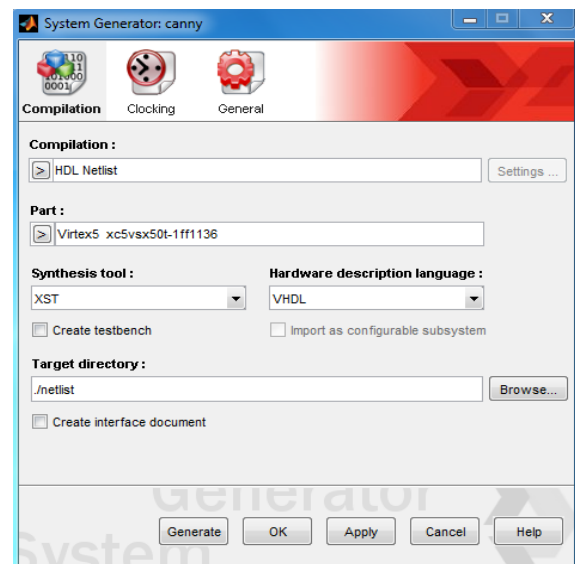 System Generator: canny
Compilation Clocking General
Compilation :
> HDL Netlist Settings ...
Part :
> Virtex5 xc5vsx50t-1ff1136
Synthesis tool : Hardware description language :
XST VHDL
Create testbench Import as configurable subsystem
Target directory :
./netlist Browse...
Create interface document
Generator
Generate OK Apply Cancel Help
System